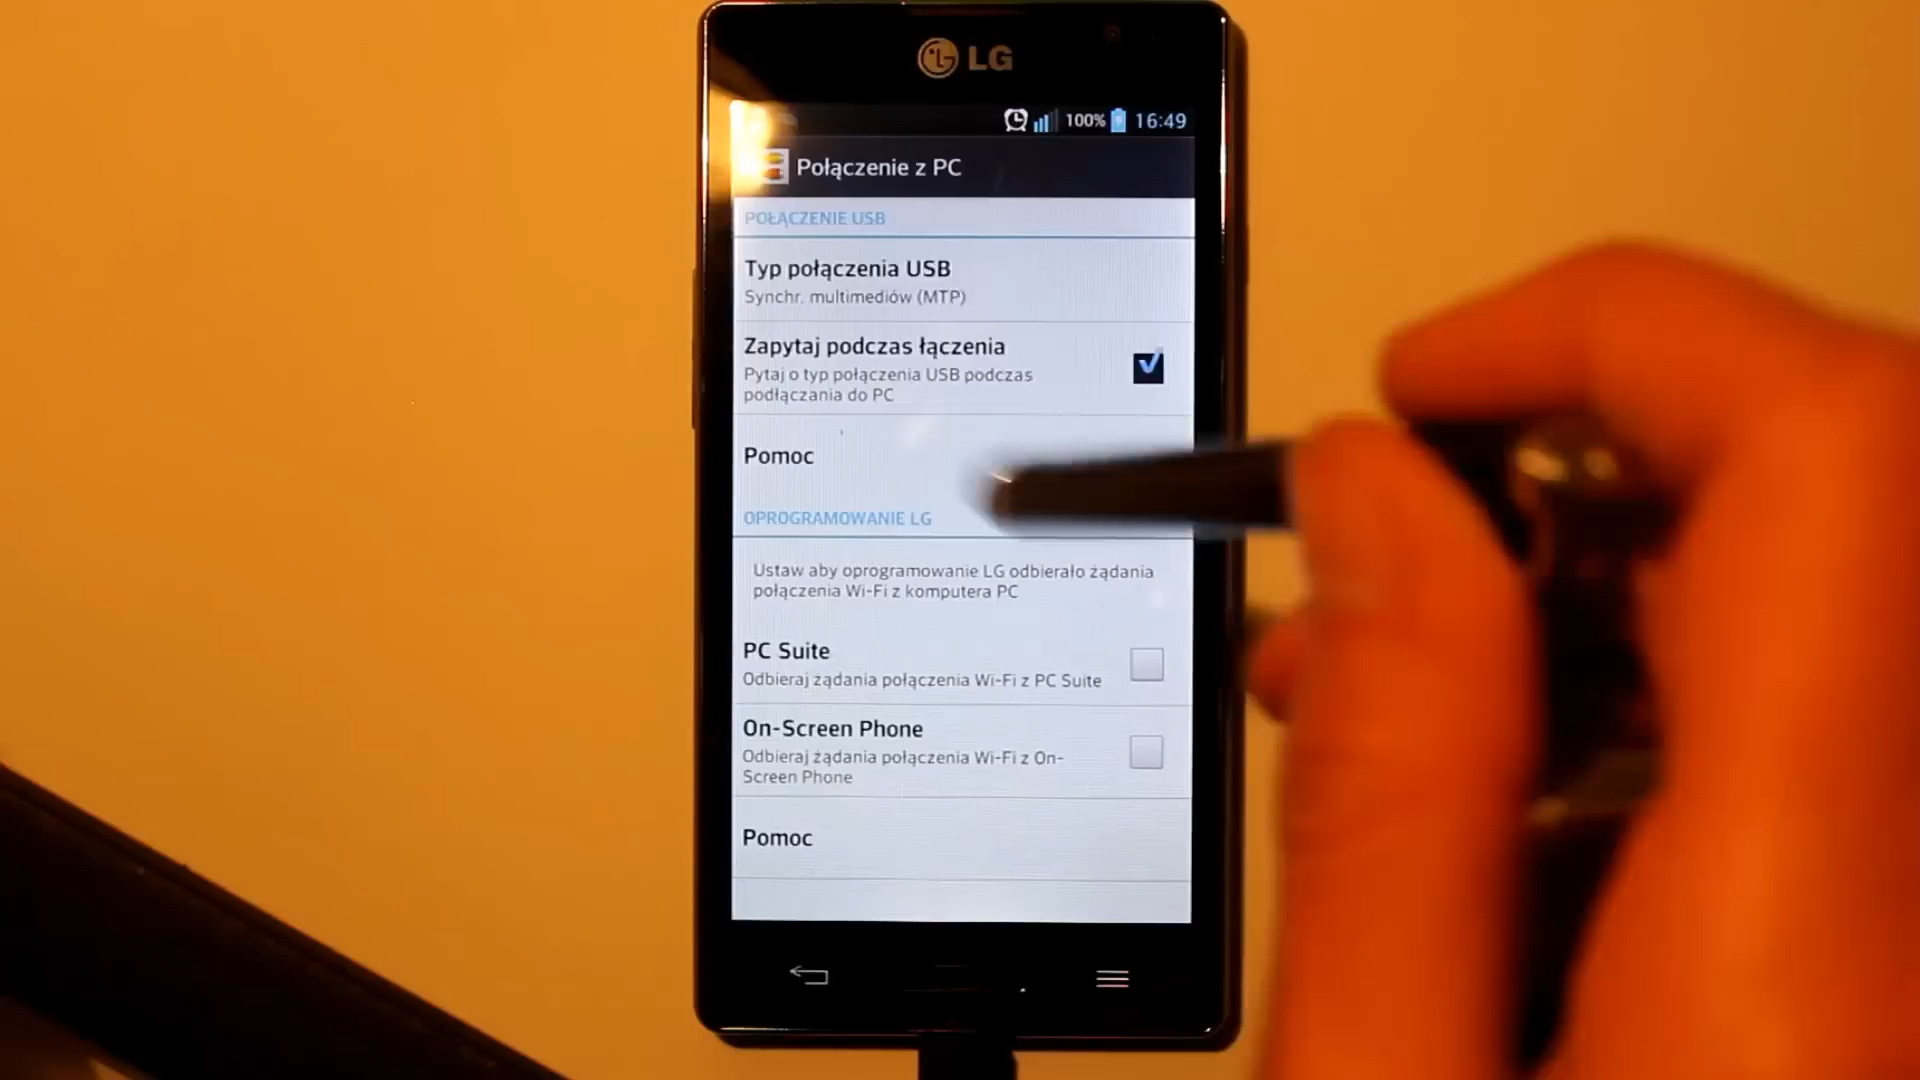 LG
100% 16:49
Połączenie z PC
POŁĄCZENIE USB
Typ połączenia USB
Synchr. multimediów (MTP)
Zapytaj podczas łączenia
Pytaj o typ połączenia USB podczas
podłączania do PC
Pomoc
OPROGRAMOWANIE LG
Ustaw aby oprogramowanie LG odbierało żądania
połączenia Wi-Fi z komputera PC
PC Suite
Odbieraj żądania połączenia Wi-Fi z PC Suite
On-Screen Phone
Odbieraj żądania połączenia Wi-Fi z On-
Screen Phone
Pomoc